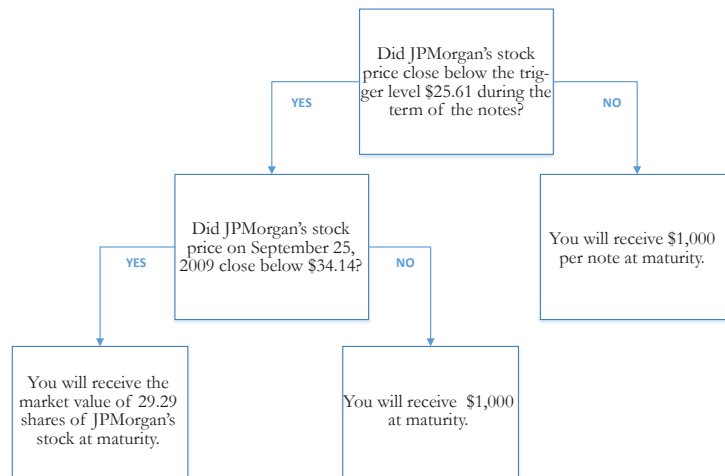 Did JPMorgan's stock
price close below the trig-
ger level $25.61 during the
term of the notes?
YES
NO
Did JPMorgan's stock
price on September 25,
2009 close below $34.14?
You will receive $1,000
per note at maturity.
YES
NO
You will receive the
market value of 29.29
shares of JPMorgan's
stock at maturity.
You will receive $1,000
at maturity.